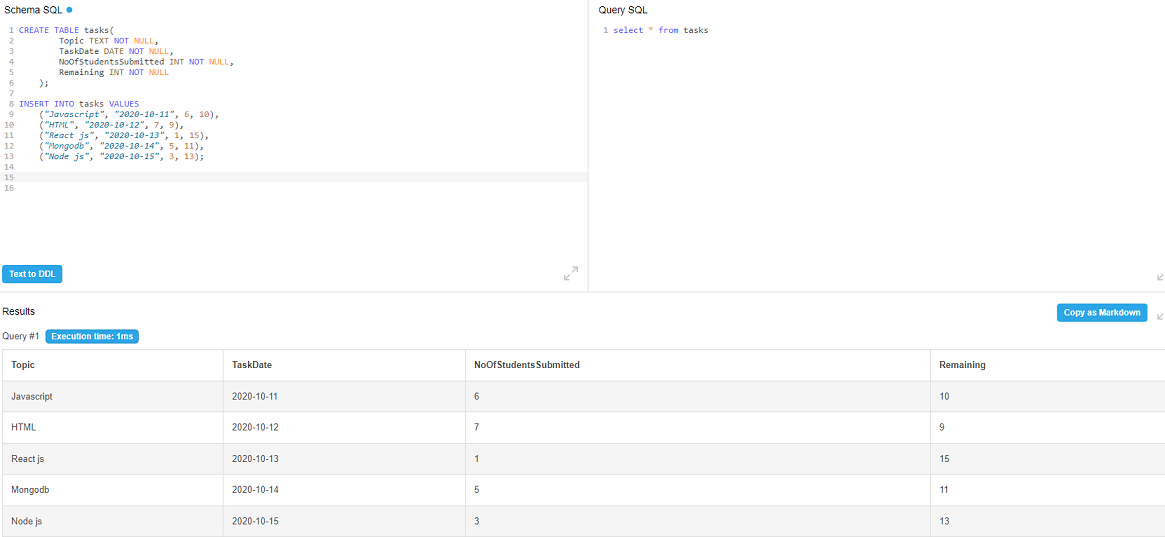 Schema SQL
1 CREATE TABLE tasks(
2 Topic TEXT NOT NULL,
3 TaskDate DATE NOT NULL,
4 NoOfStudentsSubmitted INT NOT NULL,
5 Remaining INT NOT NULL
6 );
7
8 INSERT INTO tasks VALUES
9 ("Javascript", "2020-10-11", 6, 10),
10 ("HTML", "2020-10-12", 7, 9),
11 ("React js", "2020-10-13", 1, 15),
12 ("Mongodb", "2020-10-14", 5, 11),
13 ("Node js", "2020-10-15", 3, 13);
14
15
16
Text to DDL
Query SQL
1 select * from tasks
Results
Copy as Markdown
Query #1 Execution time: 1ms
Topic TaskDate NoOfStudentsSubmitted Remaining
Javascript 2020-10-11 6 10
HTML 2020-10-12 7 9
React js 2020-10-13 1 15
Mongodb 2020-10-14 5 11
Node js 2020-10-15 3 13